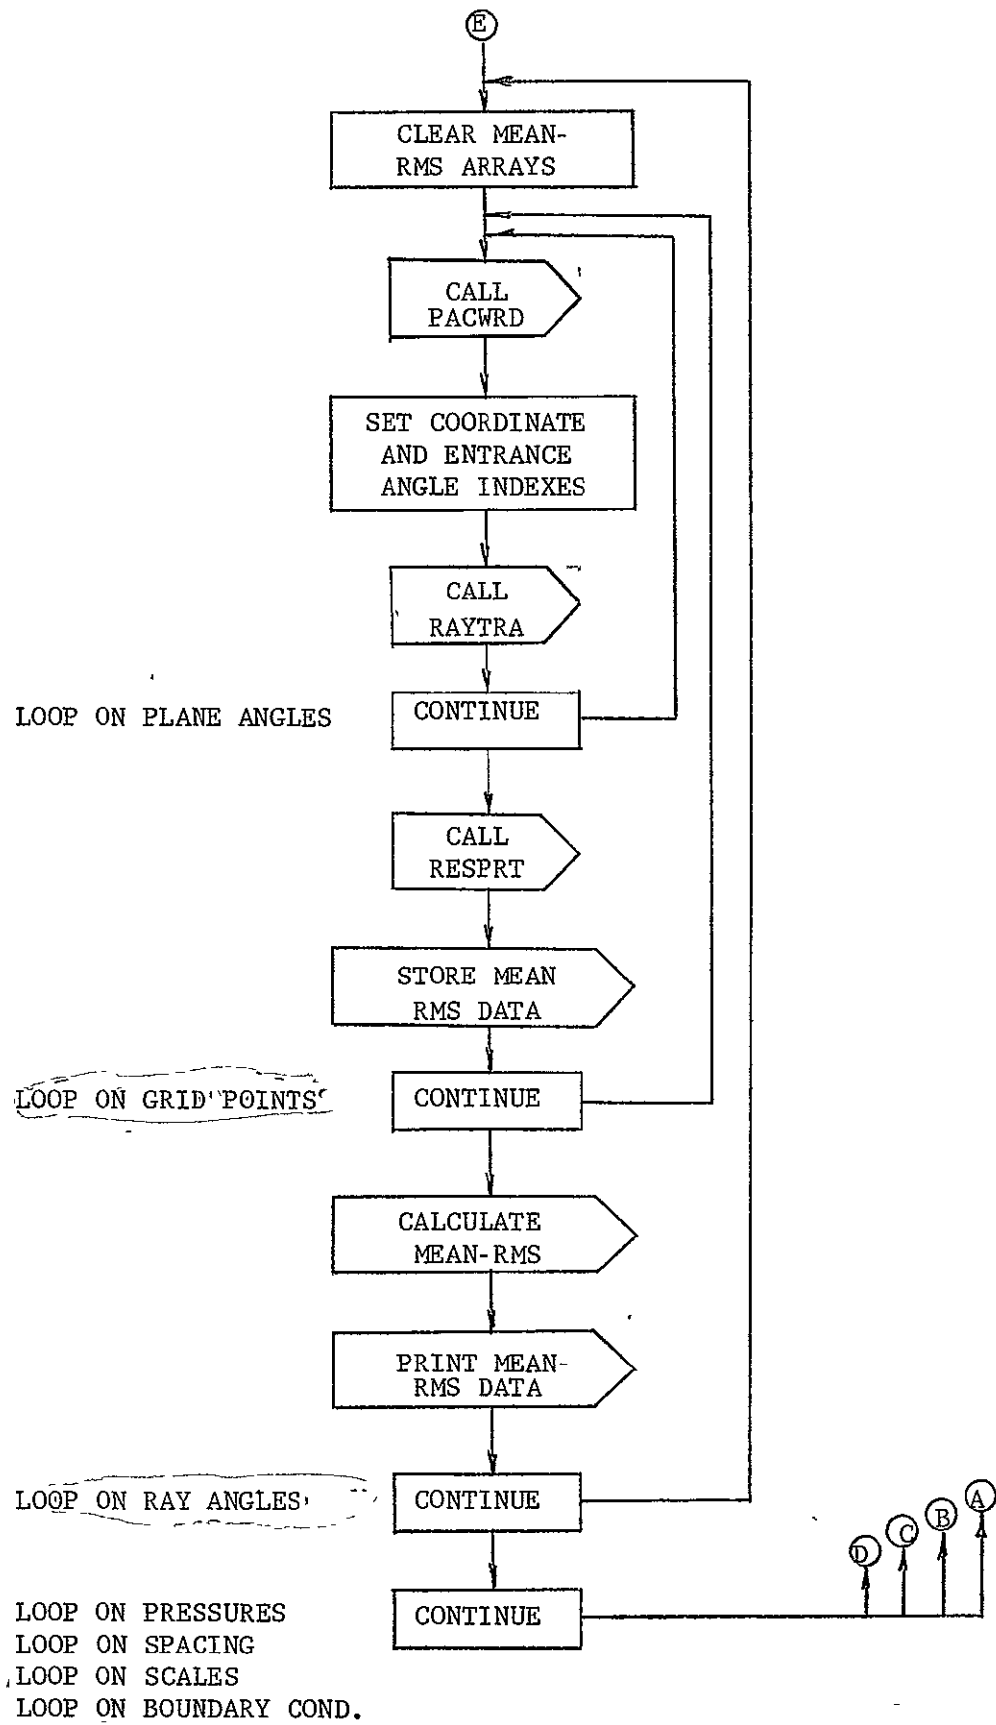 E
CLEAR MEAN-
RMS ARRAYS
CALL
PACWRD
SET COORDINATE
AND ENTRANCE
ANGLE INDEXES
CALL
RAYTRA
LOOP ON PLANE ANGLES
CONTINUE
CALL
RESPRT
STORE MEAN
RMS DATA
LOOP ON GRID POINTS
CONTINUE
CALCULATE
MEAN-RMS
PRINT MEAN-
RMS DATA
LOOP ON RAY ANGLES
CONTINUE
D C B A
CONTINUE
LOOP ON PRESSURES
LOOP ON SPACING
LOOP ON SCALES
LOOP ON BOUNDARY COND.